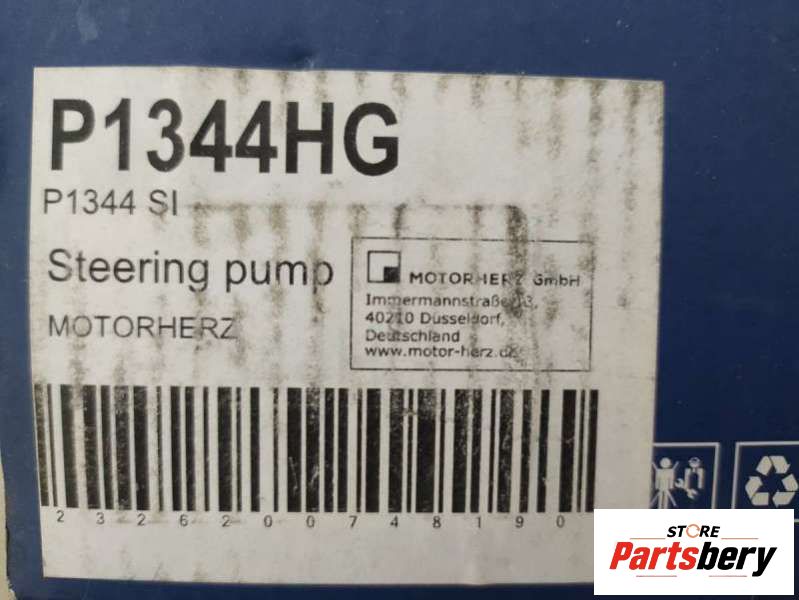 P1344HG
P1344 SI
Steering pump
MOTORHERZ
MOTORHERZ GmbH
Immermannstraße 13,
40210 Düsseldorf,
Deutschland
www.motor-herz.de
2326200748190
STORE
Partsbery